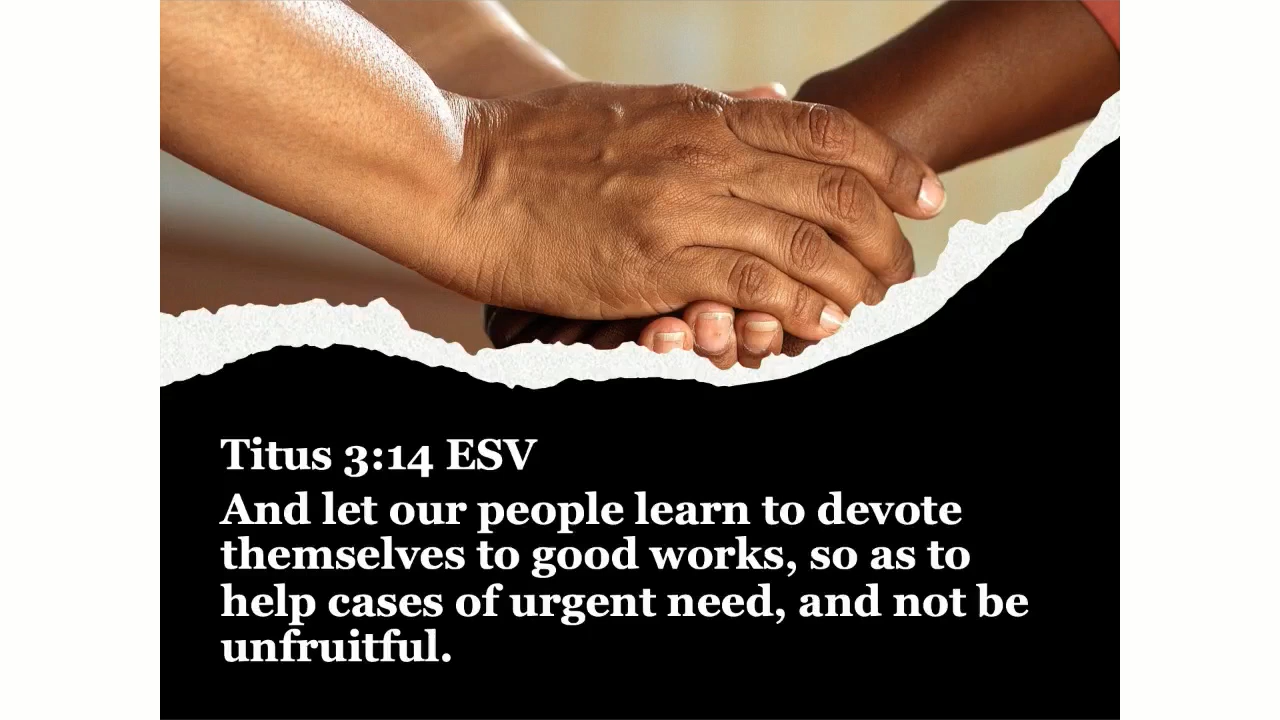 Titus 3:14 ESV
And let our people learn to devote
themselves to good works, so as to
help cases of urgent need, and not be
unfruitful.